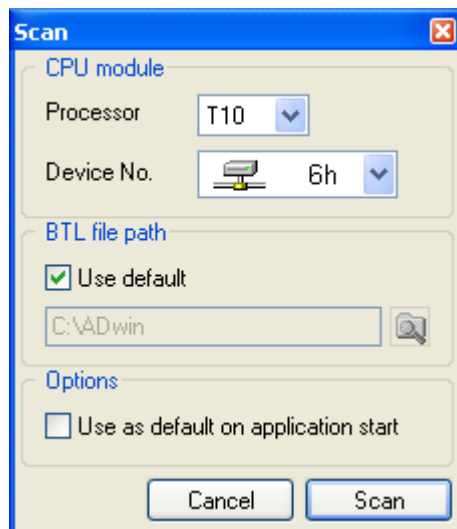 Scan
CPU module
Processor T10
Device No. 6h
BTL file path
Use default
C:\ADwin
Options
Use as default on application start
Cancel Scan